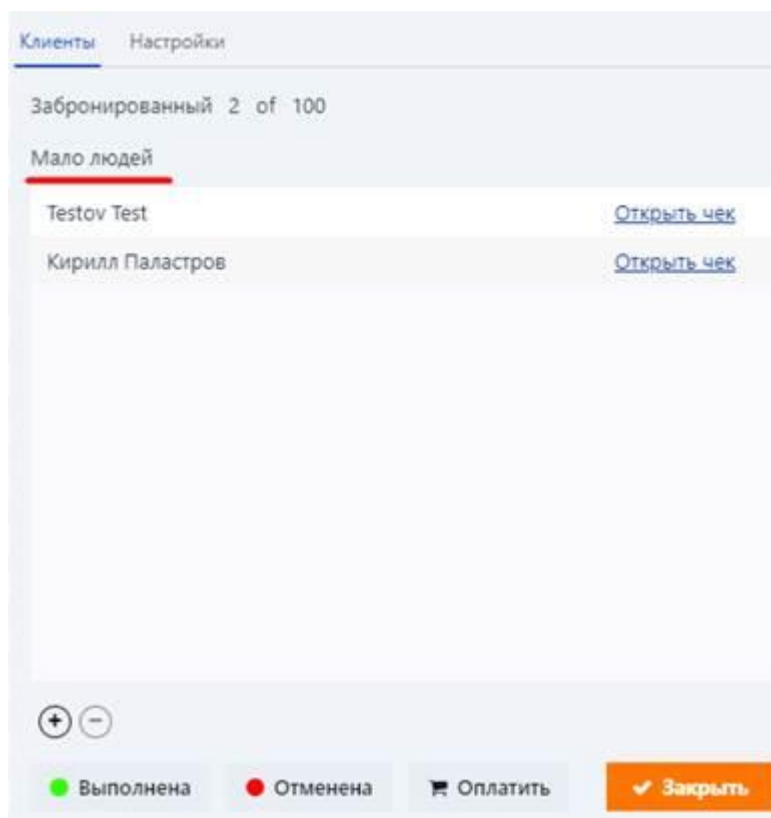 Клиенты Настройки
Забронированный 2 of 100
Мало людей
Testov Test Открыть чек
Кирилл Паластров Открыть чек
Выполнена Отменена Оплатить Закрыть